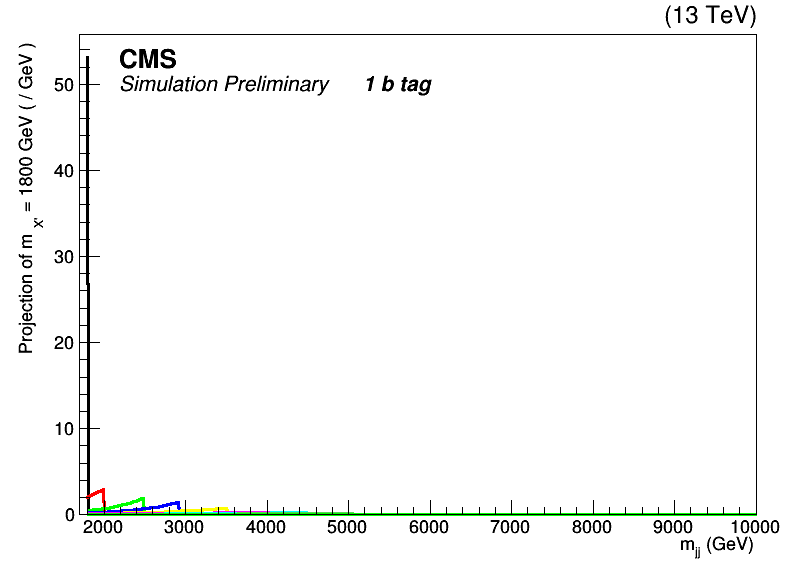 (13 TeV)
CMS
Simulation Preliminary 1 b tag
Projection of m X' = 1800 GeV ( / GeV )
50
40
30
20
10
0
2000 3000 4000 5000 6000 7000 8000 9000 10000
m jj (GeV)